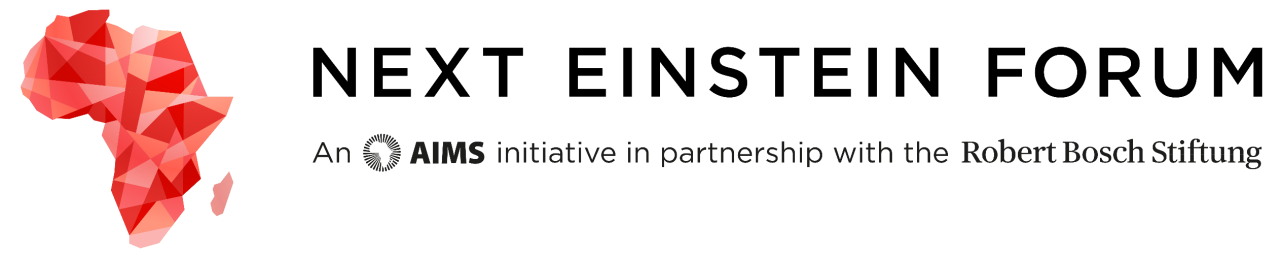 NEXT EINSTEIN FORUM
An AIMS initiative in partnership with the Robert Bosch Stiftung